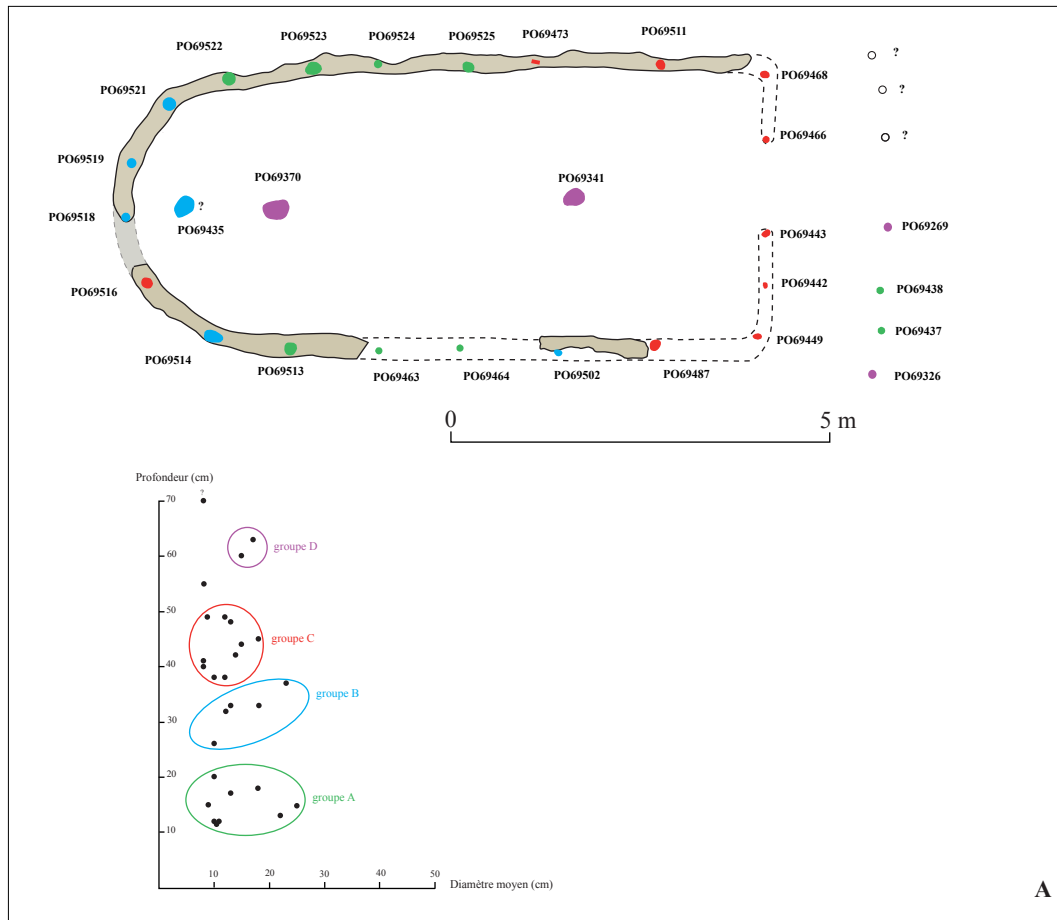 PO69522
PO69523
PO69524
PO69525
PO69473
PO69511
?
PO69468
?
PO69521
PO69466
?
PO69519
PO69370
PO69341
PO69518
?
PO69435
PO69443
PO69269
PO69516
PO69442
PO69438
PO69514
PO69513
PO69463
PO69464
PO69502
PO69487
PO69449
PO69437
PO69326
0 5 m
Profondeur (cm)
?
70
60
50
40
30
20
10
groupe D
groupe C
groupe B
groupe A
10 20 30 40 50
Diamètre moyen (cm)
A